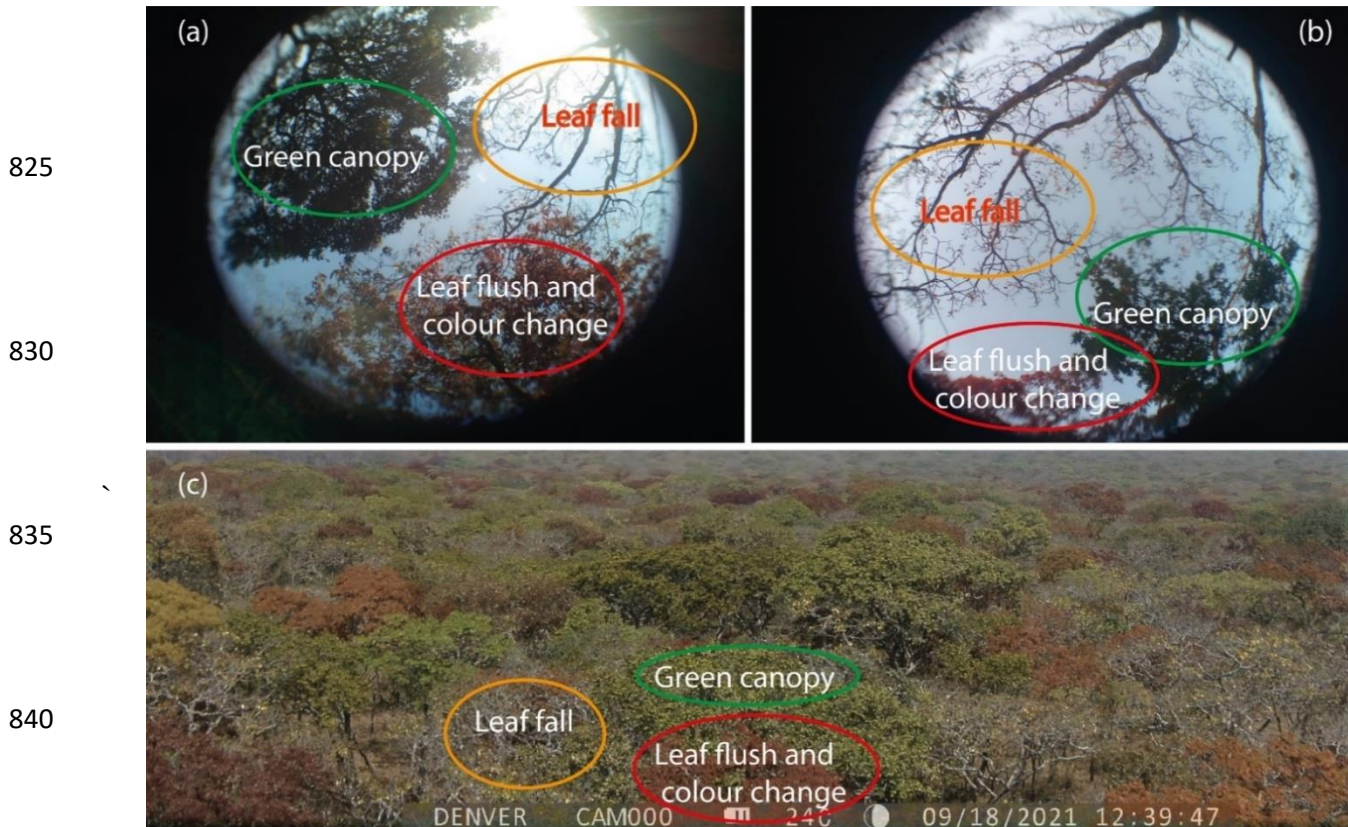 (a)
Green canopy
Leaf fall
Leaf flush and
colour change
(b)
Leaf fall
Green canopy
Leaf flush and
colour change
825
830
`
835
840
(c)
Green canopy
Leaf fall
Leaf flush and
colour change
DENVER CAM000 24C 09/18/2021 12:39:47